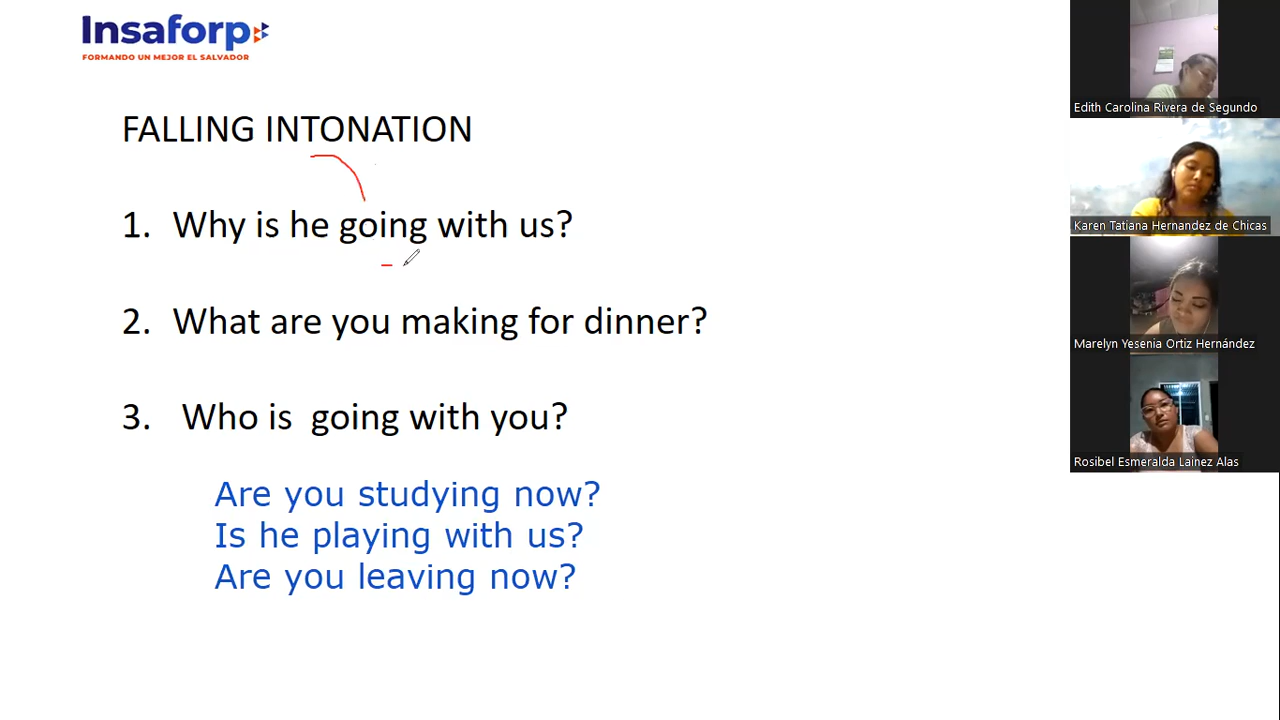 Insaforp
FORMANDO UN MEJOR EL SALVADOR
FALLING INTONATION
1. Why is he going with us?
2. What are you making for dinner?
3. Who is going with you?
Are you studying now?
Is he playing with us?
Are you leaving now?
Edith Carolina Rivera de Segundo
Karen Tatiana Hernandez de Chicas
Marelyn Yesenia Ortiz Hernández
Rosibel Esmeralda Lainez Alas